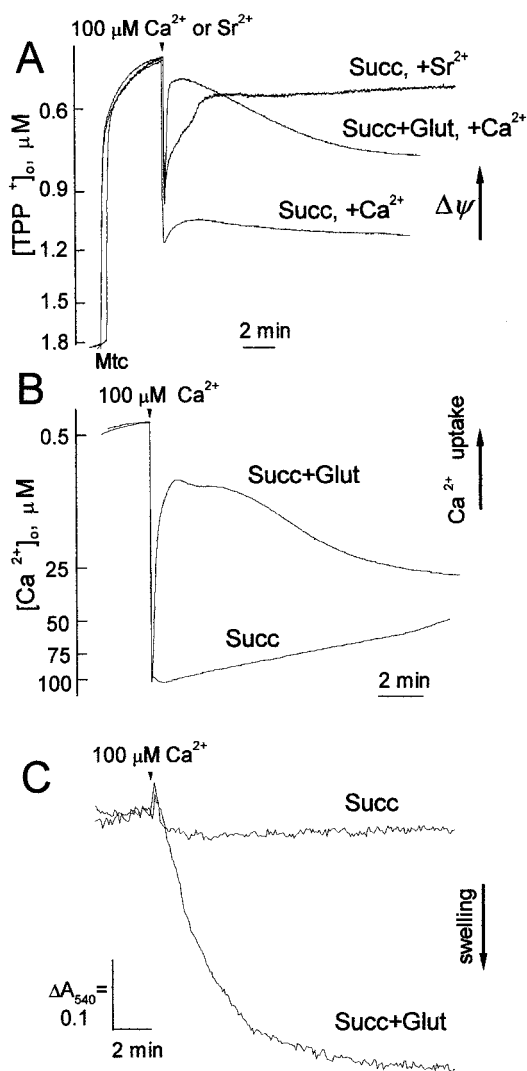 100 μM Ca²⁺ or Sr²⁺
A
Succ, +Sr²⁺
Succ+Glut, +Ca²⁺
Succ, +Ca²⁺
Δψ
[TPP⁺]ₒ, μM
0.6
0.9
1.2
1.5
1.8
Mtc
2 min
B
100 μM Ca²⁺
Succ+Glut
Succ
Ca²⁺ uptake
[Ca²⁺]ₒ, μM
0.5
25
50
75
100
2 min
100 μM Ca²⁺
C
Succ
swelling
ΔA₅₄₀=
0.1
2 min
Succ+Glut